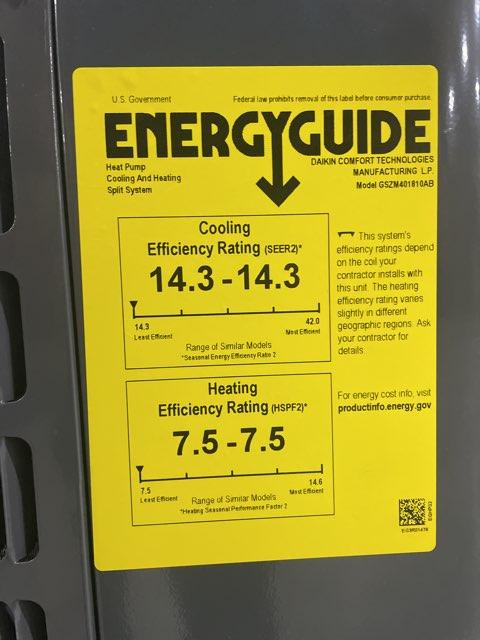 U.S. Government
Federal law prohibits removal of this label before consumer purchase.
ENERGYGUIDE
Heat Pump
Cooling And Heating
Split System
DAIKIN COMFORT TECHNOLOGIES
MANUFACTURING L.P.
Model GSZM401810AB
Cooling
Efficiency Rating (SEER2)*
14.3-14.3
14.3
42.0
Least Efficient
Most Efficient
Range of Similar Models
*Seasonal Energy Efficiency Ratio 2
This system's
efficiency ratings depend
on the coil your
contractor installs with
this unit. The heating
efficiency rating varies
slightly in different
geographic regions. Ask
your contractor for
details.
Heating
Efficiency Rating (HSPF2)*
7.5-7.5
7.5
14.6
Least Efficient
Most Efficient
Range of Similar Models
*Heating Seasonal Performance Factor 2
For energy cost info, visit
productinfo.energy.gov